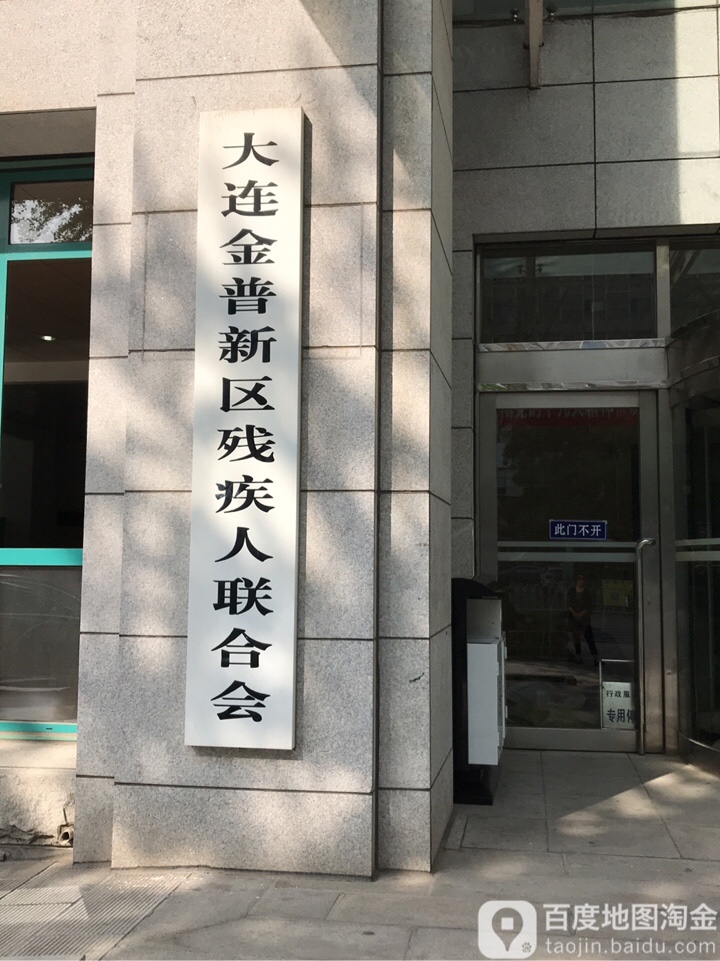 大连金普新区残疾人联合会
此门不开
行政服
专用停
百度地图淘金
taojin.baidu.com